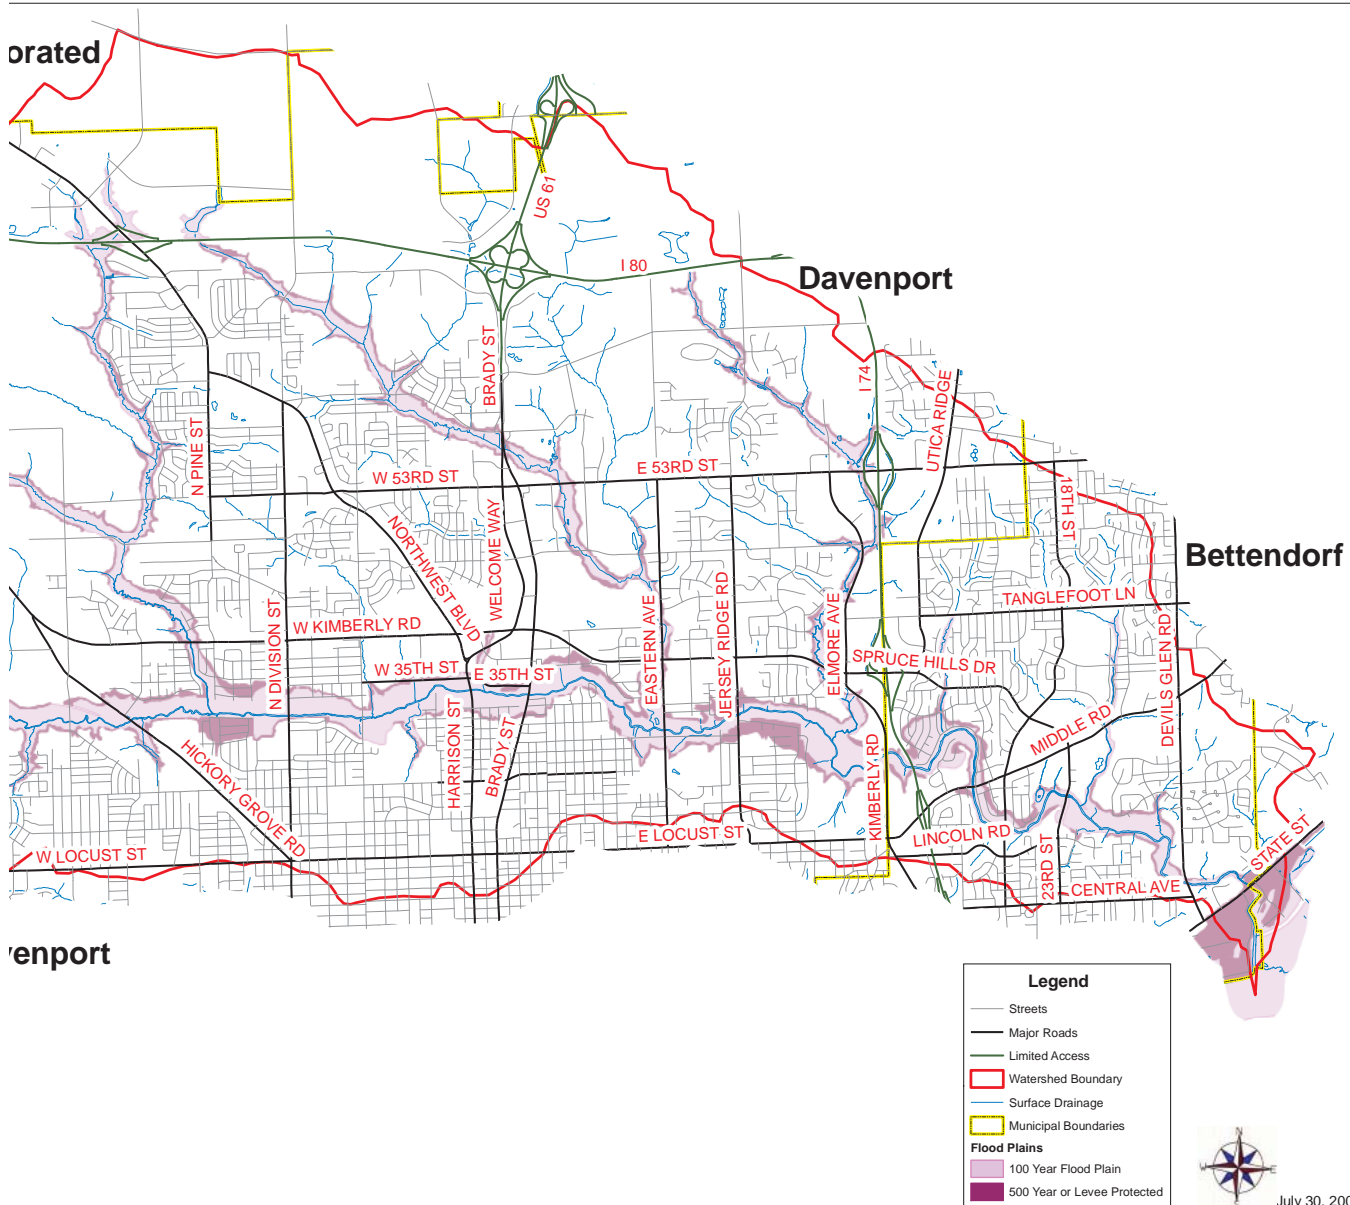 orated
US 61
I 80
Davenport
BRADY ST
I 74
UTICA RIDGE
N PINE ST
W 53RD ST
E 53RD ST
18TH ST
NORTHWEST BLVD
WELCOME WAY
Bettendorf
N DIVISION ST
W KIMBERLY RD
JERSEY RIDGE RD
EASTERN AVE
ELMORE AVE
TANGLEFOOT LN
DEVILS GLEN RD
W 35TH ST
E 35TH ST
SPRUCE HILLS DR
MIDDLE RD
HICKORY GROVE RD
HARRISON ST
BRADY ST
KIMBERLY RD
W LOCUST ST
E LOCUST ST
LINCOLN RD
23RD ST
CENTRAL AVE
STATE ST
venport
Legend
Streets
Major Roads
Limited Access
Watershed Boundary
Surface Drainage
Municipal Boundaries
Flood Plains
100 Year Flood Plain
500 Year or Levee Protected
N
W
E
S
July 30, 200